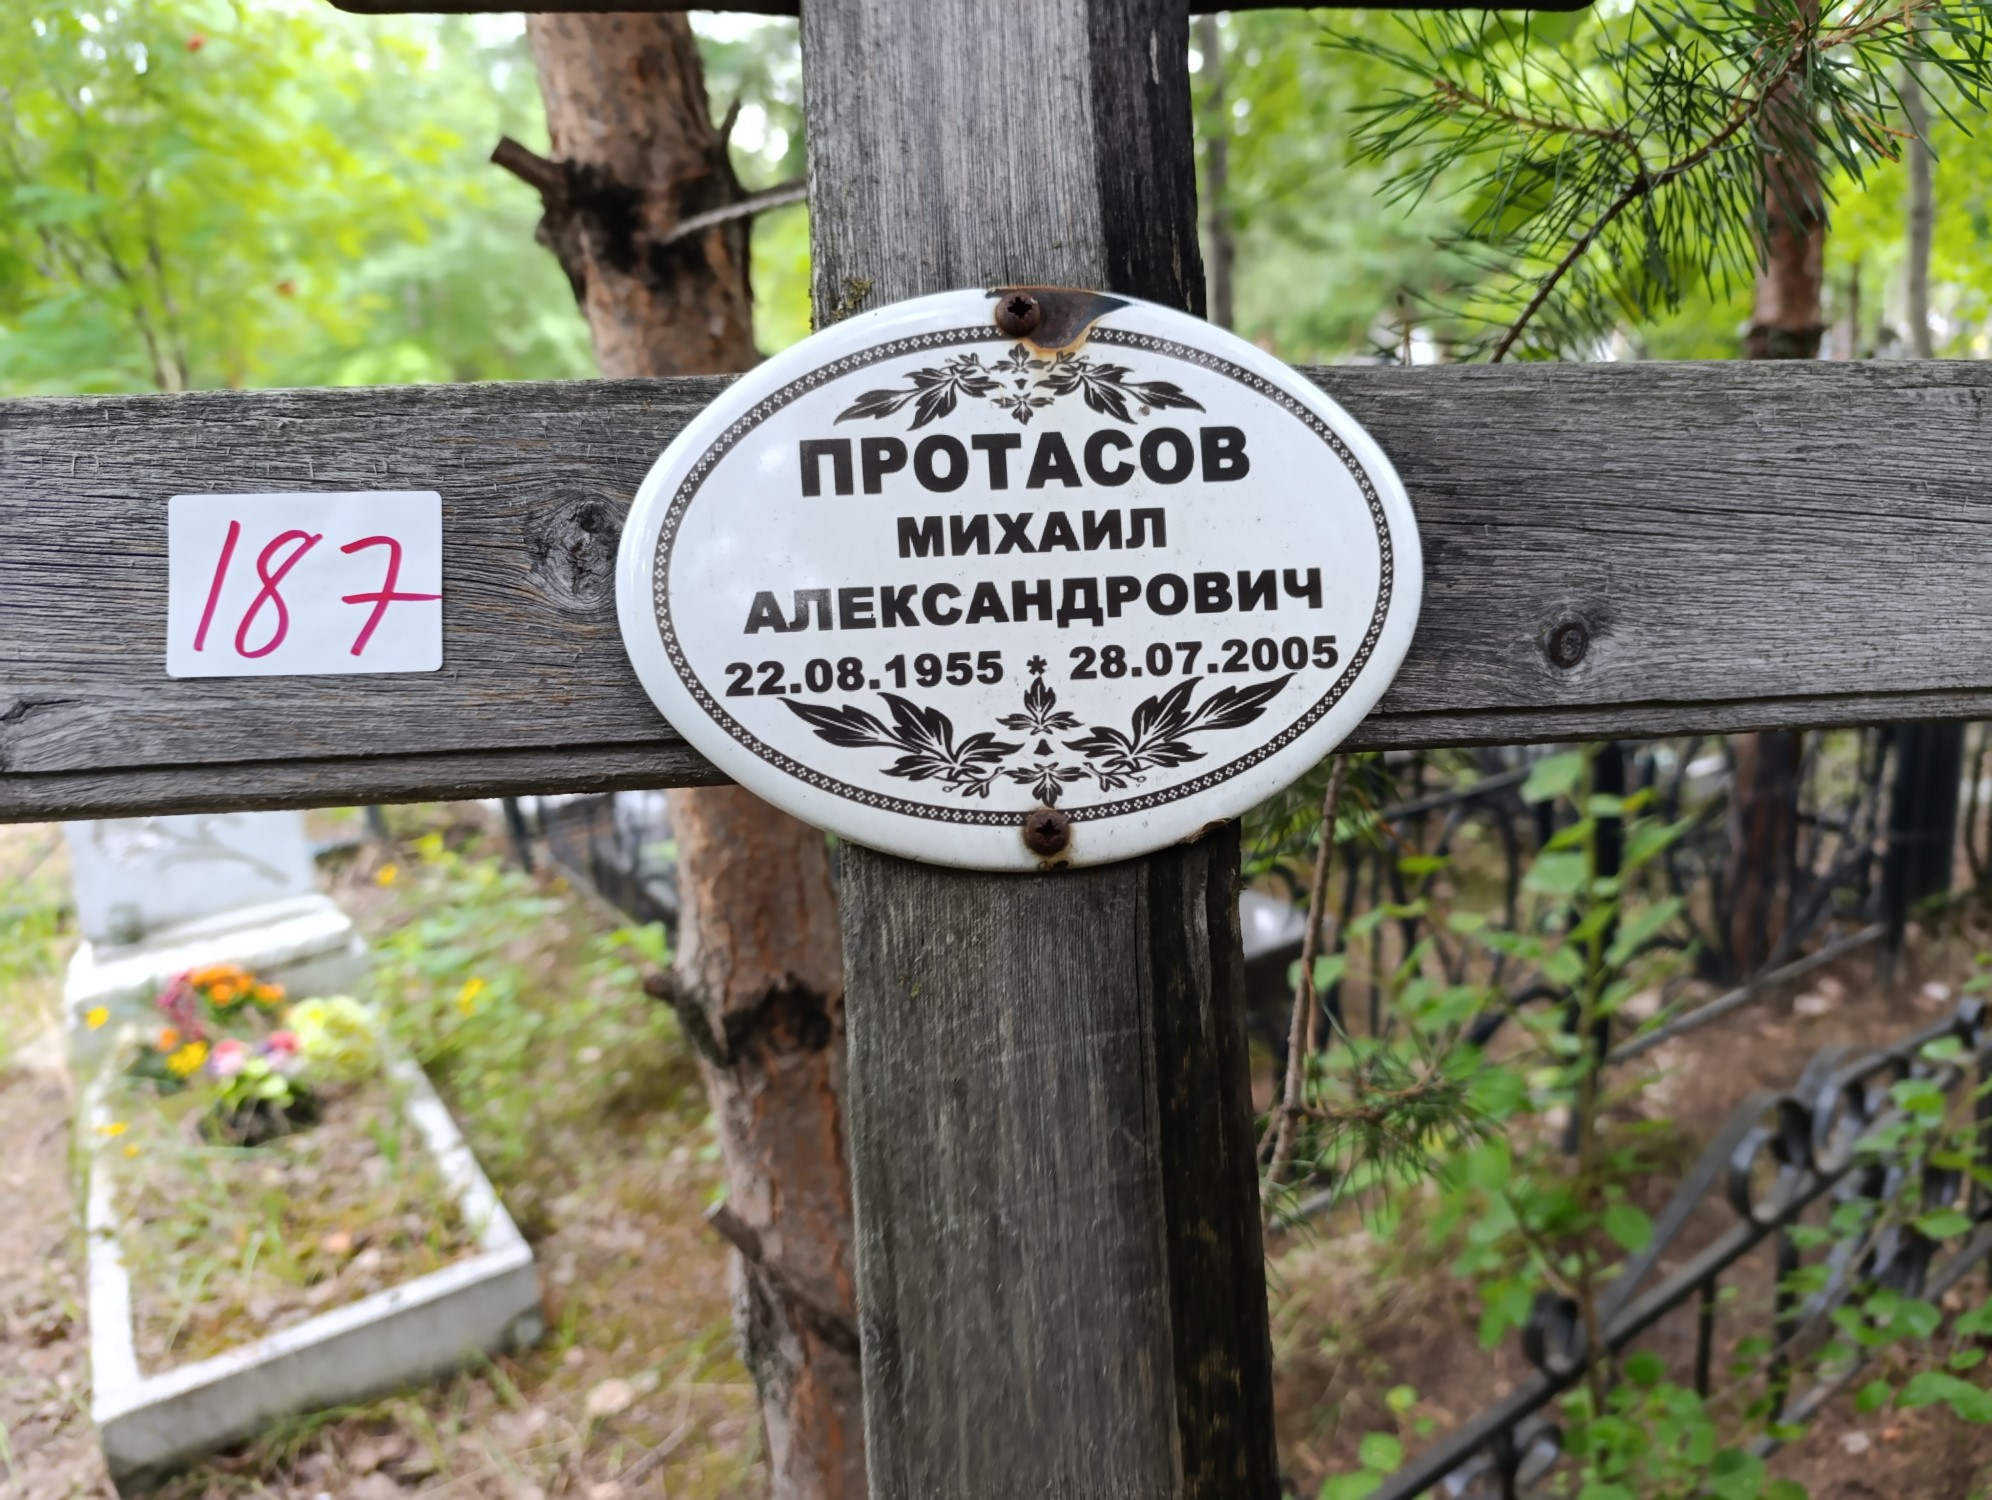 187
ПРОТАСОВ
МИХАИЛ
АЛЕКСАНДРОВИЧ
22.08.1955 * 28.07.2005